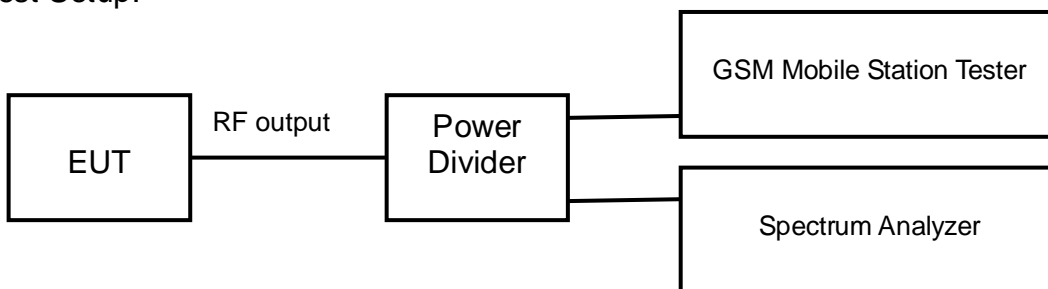 GSM Mobile Station Tester
RF output
Power
Divider
EUT
Spectrum Analyzer